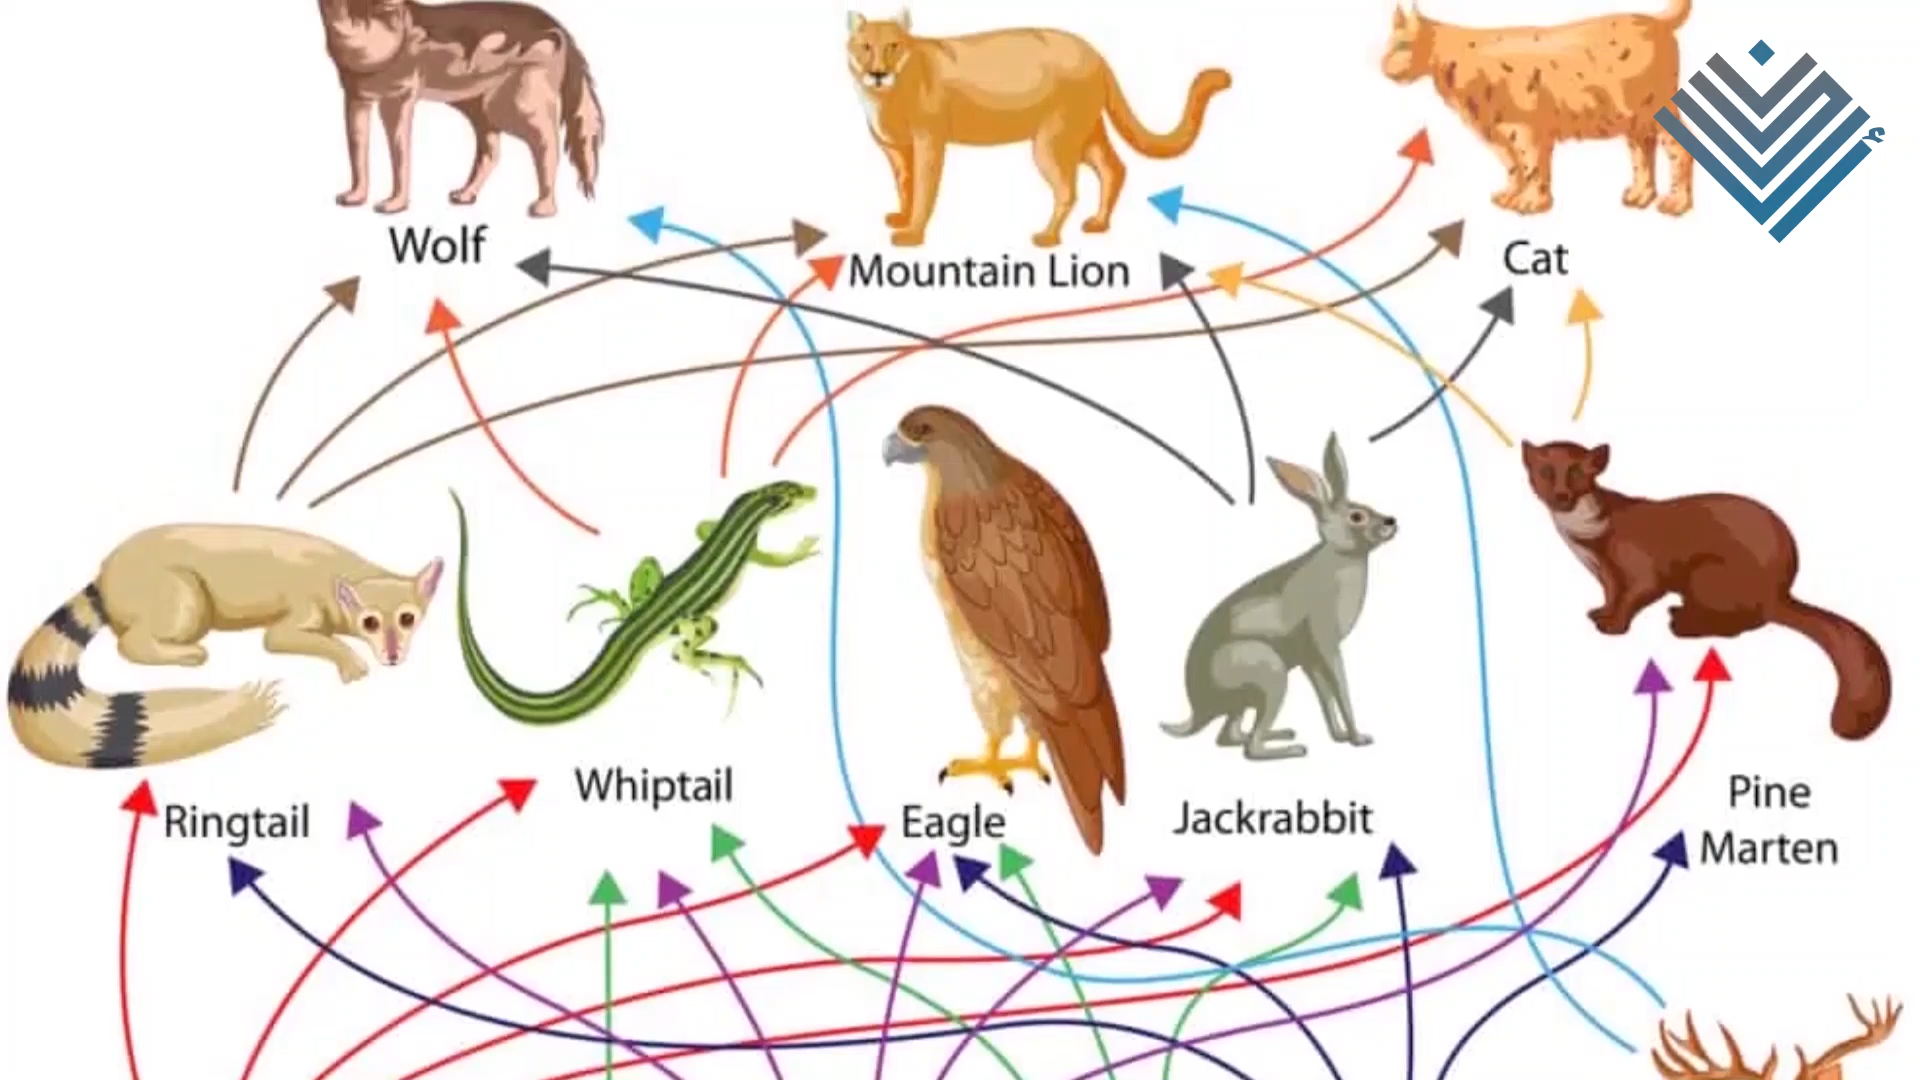 Wolf
Mountain Lion
Cat
Ringtail
Whiptail
Eagle
Jackrabbit
Pine
Marten